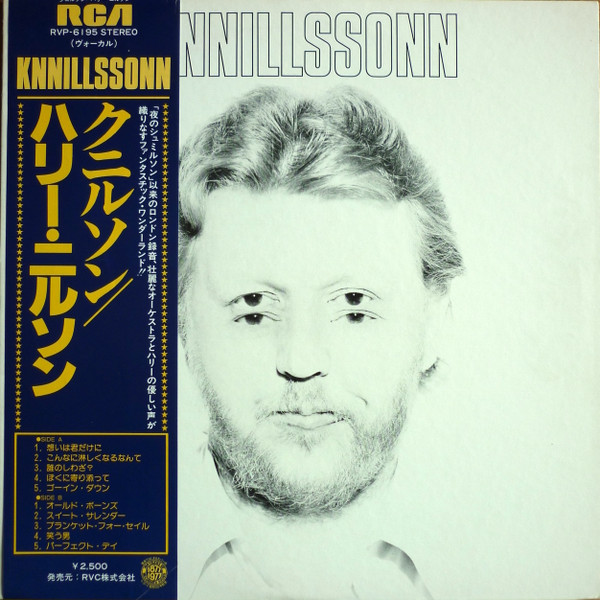 RCA
RVP-6195 STEREO
(ヴォーカル)
KNNILLSSONN
クニルソン/
ハリー・ニルソン
「夜のシュミルソン」以来のロンドン録音、壮麗なオーケストラとハリーの優しい声が
織りなすファンタスチック・ワンダーランド!!
●SIDE A
1. 想いは君だけに
2. こんなに淋しくなるなんて
3. 誰のしわざ?
4. ぼくに寄り添って
5. ゴーイン・ダウン
●SIDE B
1. オールド・ボーンズ
2. スイート・サレンダー
3. ブランケット・フォー・セイル
4. 笑う男
5. パーフェクト・デイ
¥2,500
発売元:RVC株式会社
1877
1977
NNILLSSONN